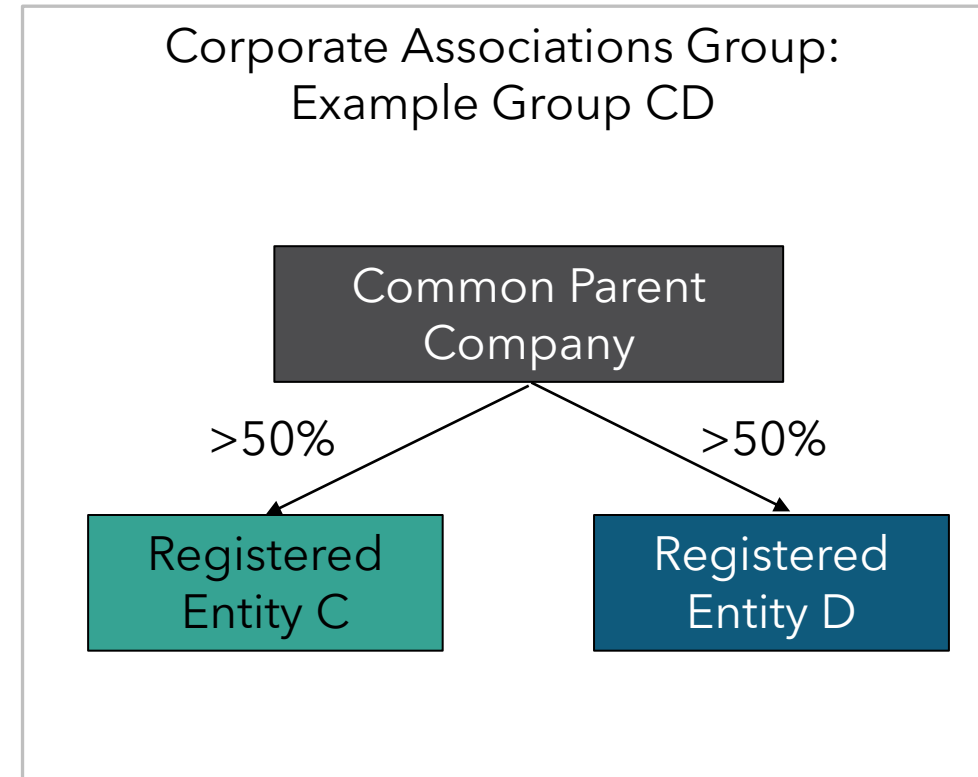 Corporate Associations Group:
Example Group CD
Common Parent
Company
>50%
>50%
Registered
Entity C
Registered
Entity D